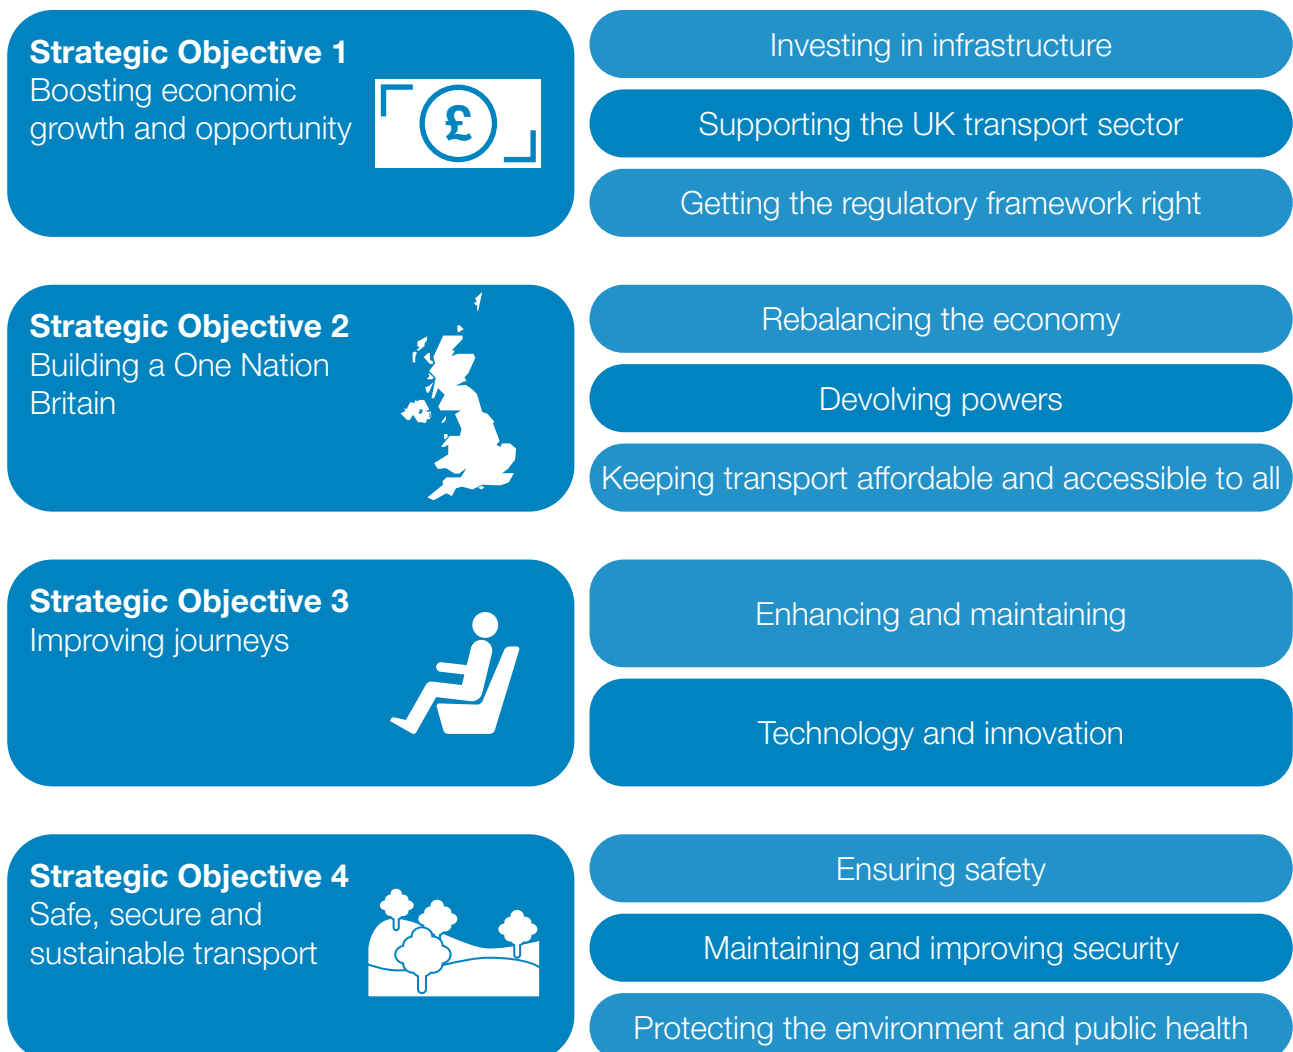 Strategic Objective 1
Boosting economic
growth and opportunity
£
Investing in infrastructure
Supporting the UK transport sector
Getting the regulatory framework right
Strategic Objective 2
Building a One Nation
Britain
Rebalancing the economy
Devolving powers
Keeping transport affordable and accessible to all
Strategic Objective 3
Improving journeys
Enhancing and maintaining
Technology and innovation
Strategic Objective 4
Safe, secure and
sustainable transport
Ensuring safety
Maintaining and improving security
Protecting the environment and public health